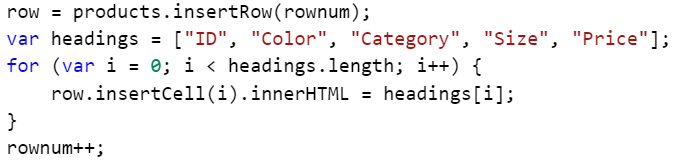 row = products.insertRow(rownum);
var headings = ["ID", "Color", "Category", "Size", "Price"];
for (var i = 0; i < headings.length; i++) {
    row.insertCell(i).innerHTML = headings[i];
}
rownum++;